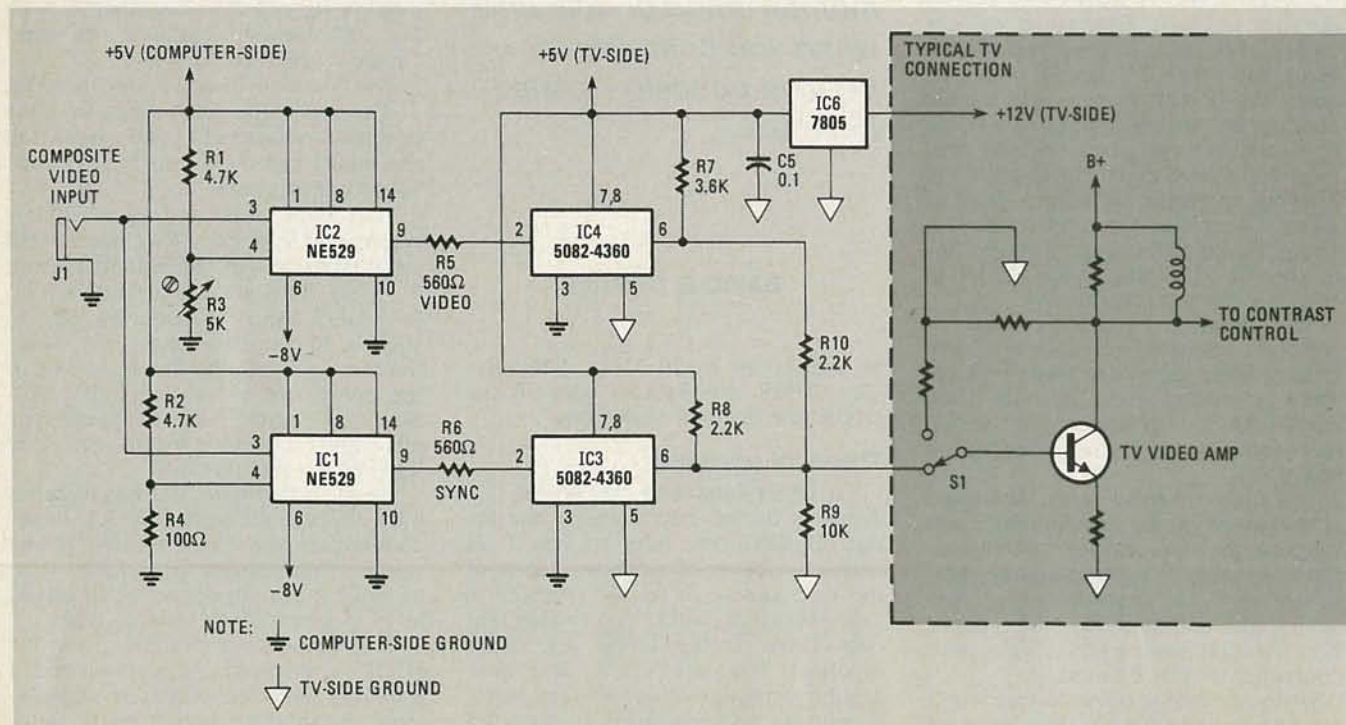 +5V (COMPUTER-SIDE)
+5V (TV-SIDE)
TYPICAL TV
CONNECTION
IC6
7805
+12V (TV-SIDE)
COMPOSITE
VIDEO
INPUT
R1
4.7K
R7
3.6K
C5
0.1
B+
1
8
14
7,8
3
4
IC2
NE529
9
R5
560Ω
VIDEO
2
IC4
5082-4360
6
J1
R3
5K
6
10
3
5
-8V
R10
2.2K
TO CONTRAST
CONTROL
R2
4.7K
1
8
14
7,8
R8
2.2K
3
4
IC1
NE529
9
R6
560Ω
SYNC
2
IC3
5082-4360
6
S1
TV VIDEO AMP
R4
100Ω
6
10
3
5
R9
10K
-8V
NOTE:
COMPUTER-SIDE GROUND
TV-SIDE GROUND